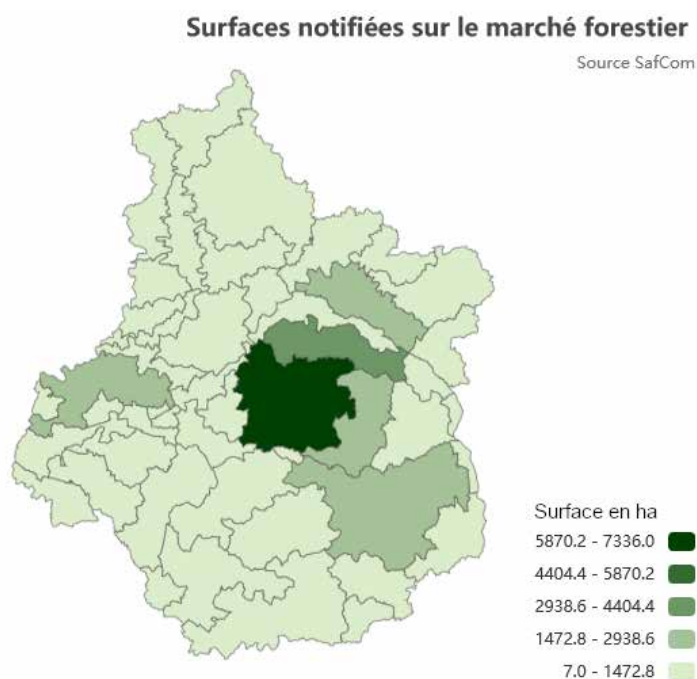 Surfaces notifiées sur le marché forestier
Source SafCom
Surface en ha
5870.2 - 7336.0
4404.4 - 5870.2
2938.6 - 4404.4
1472.8 - 2938.6
7.0 - 1472.8